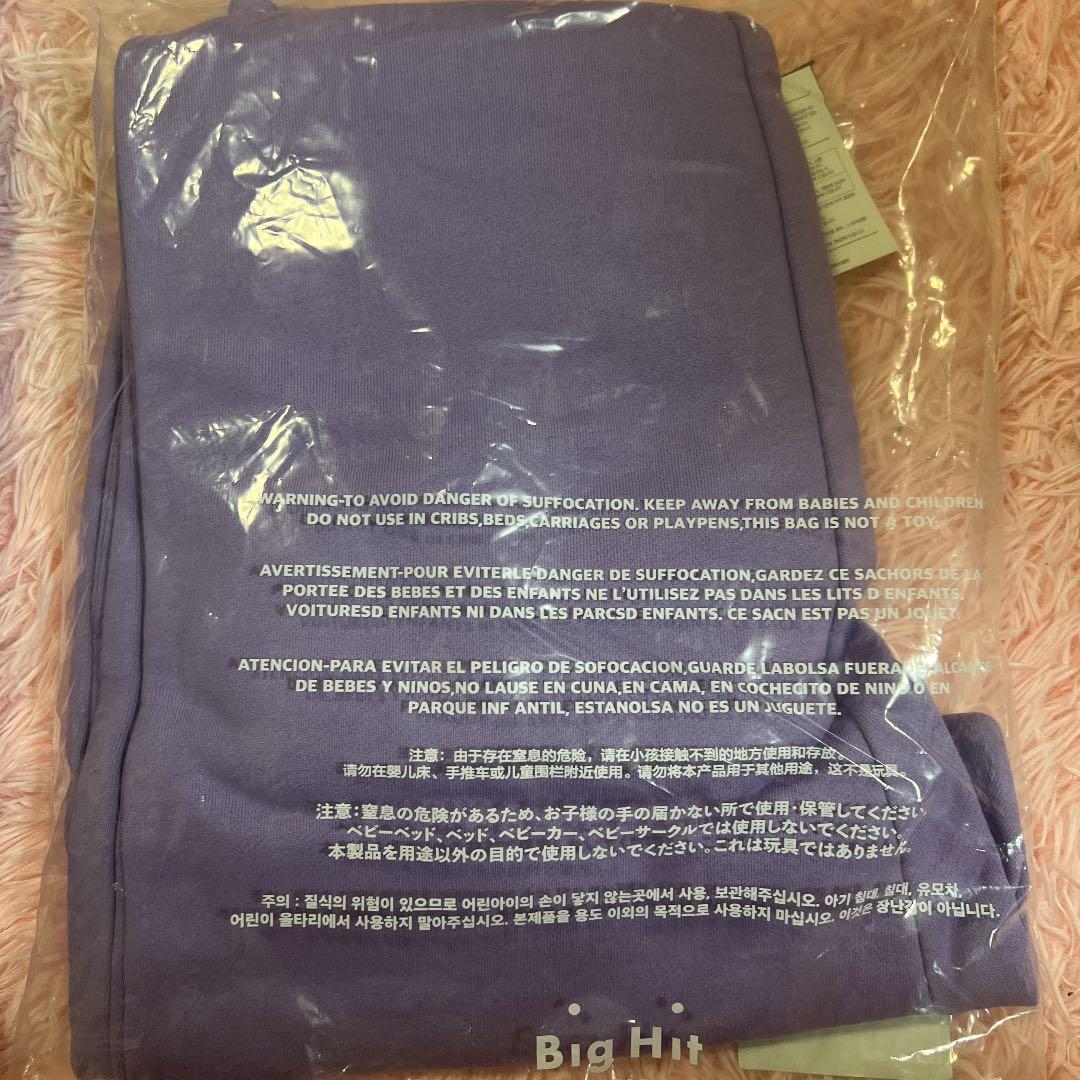 WARNING-TO AVOID DANGER OF SUFFOCATION. KEEP AWAY FROM BABIES AND CHILDREN
DO NOT USE IN CRIBS,BEDS,CARRIAGES OR PLAYPENS,THIS BAG IS NOT A TOY.
AVERTISSEMENT-POUR EVITERLE DANGER DE SUFFOCATION,GARDEZ CE SACHORS DE LA
PORTEE DES BEBES ET DES ENFANTS NE L'UTILISEZ PAS DANS LES LITS D ENFANTS.
VOITURESD ENFANTS NI DANS LES PARCSD ENFANTS. CE SACN EST PAS UN JOUET.
ATENCION-PARA EVITAR EL PELIGRO DE SOFOCACION,GUARDE LABOLSA FUERA DEL ALCANCE
DE BEBES Y NINOS,NO LAUSE EN CUNA,EN CAMA, EN COCHECITO DE NINO O EN
PARQUE INF ANTIL, ESTANOLSA NO ES UN JUGUETE.
注意：由于存在窒息的危险，请在小孩接触不到的地方使用和存放。
请勿在婴儿床、手推车或儿童围栏附近使用。请勿将本产品用于其他用途，这不是玩具。
注意：窒息の危険があるため、お子様の手の届かない所で使用・保管してください。
ベビーベッド、ベッド、ベビーカー、ベビーサークルでは使用しないでください。
本製品を用途以外の目的で使用しないでください。これは玩具ではありません。
주의 : 질식의 위험이 있으므로 어린아이의 손이 닿지 않는곳에서 사용, 보관해주십시오. 아기 침대, 침대, 유모차,
어린이 울타리에서 사용하지 말아주십시오. 본제품을 용도 이외의 목적으로 사용하지 마십시오. 이것은 장난감이 아닙니다.
Big Hit